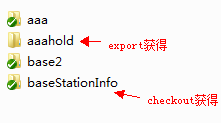 aaa
aaahold
export获得
base2
baseStationInfo
checkout获得